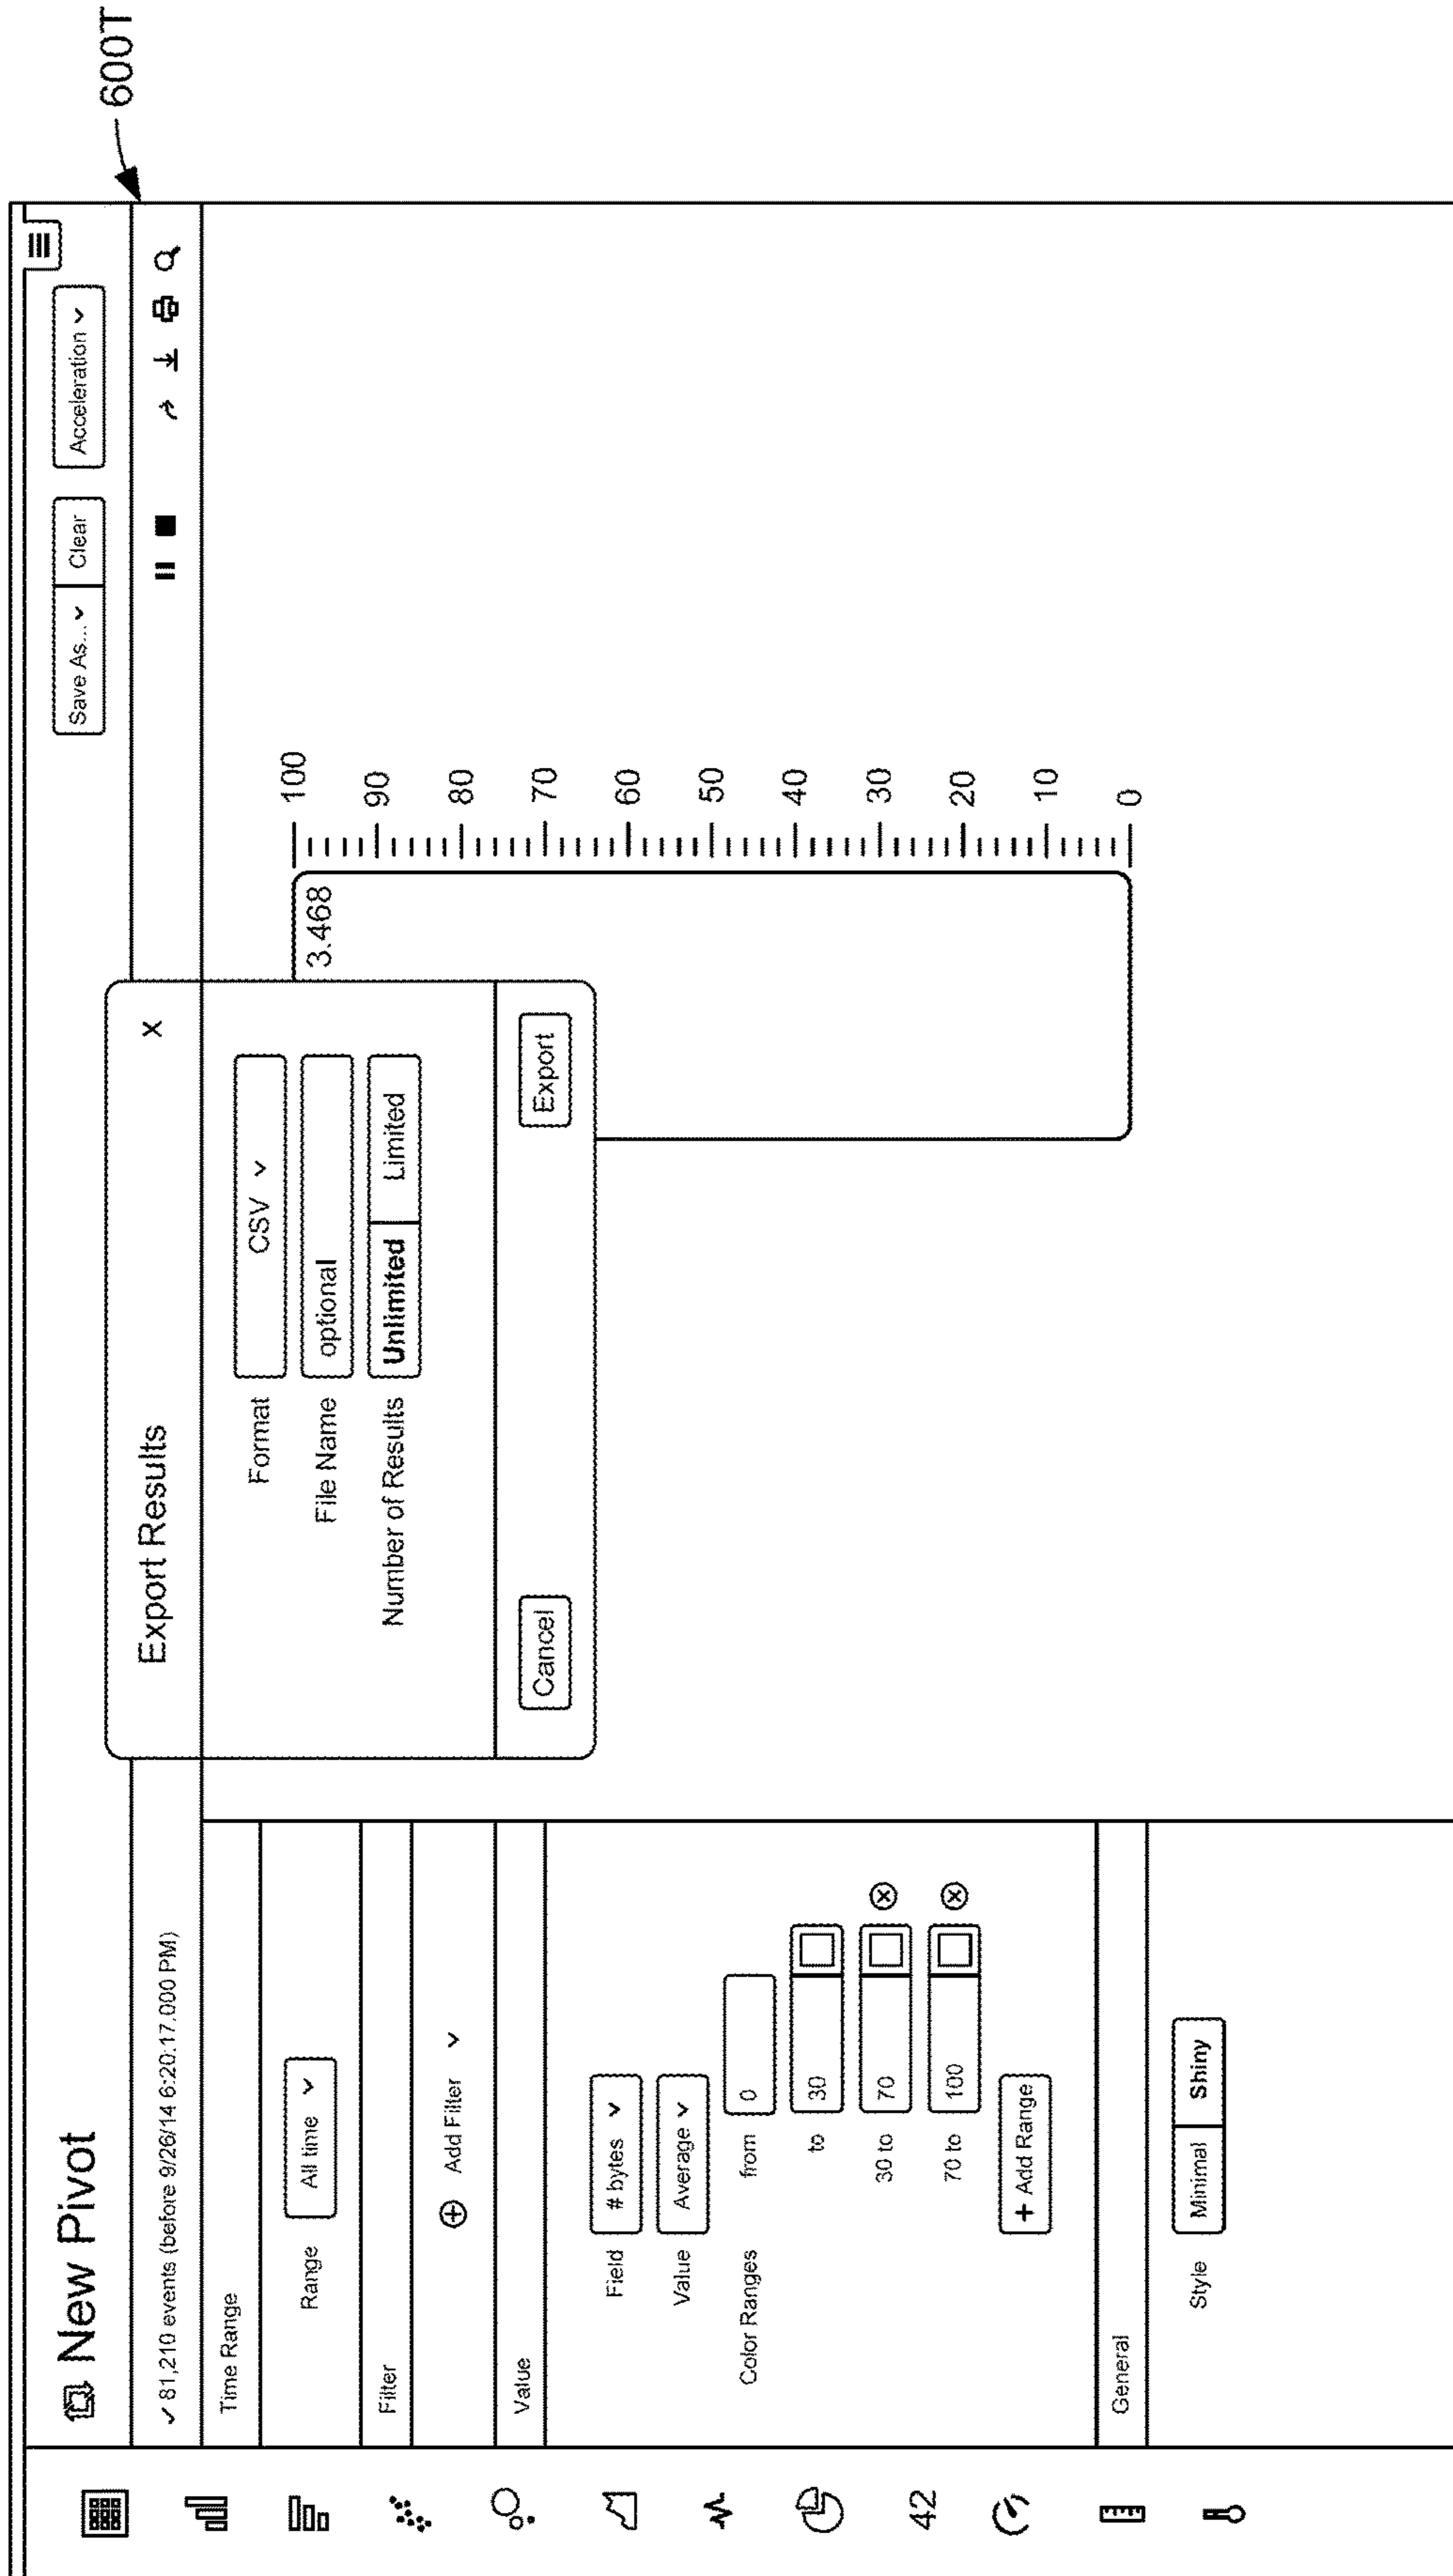 600T
New Pivot
Save As...
Clear
Acceleration
✓ 81,210 events (before 9/26/14 6:20:17.000 PM)
Time Range
Range
All time
Filter
Add Filter
Value
Field
# bytes
Value
Average
Color Ranges
from
0
to
30
30 to
70
70 to
100
+ Add Range
General
Style
Minimal
Shiny
42
Export Results
X
Format
CSV
File Name
optional
Number of Results
Unlimited
Limited
Cancel
Export
3.468
100
90
80
70
60
50
40
30
20
10
0